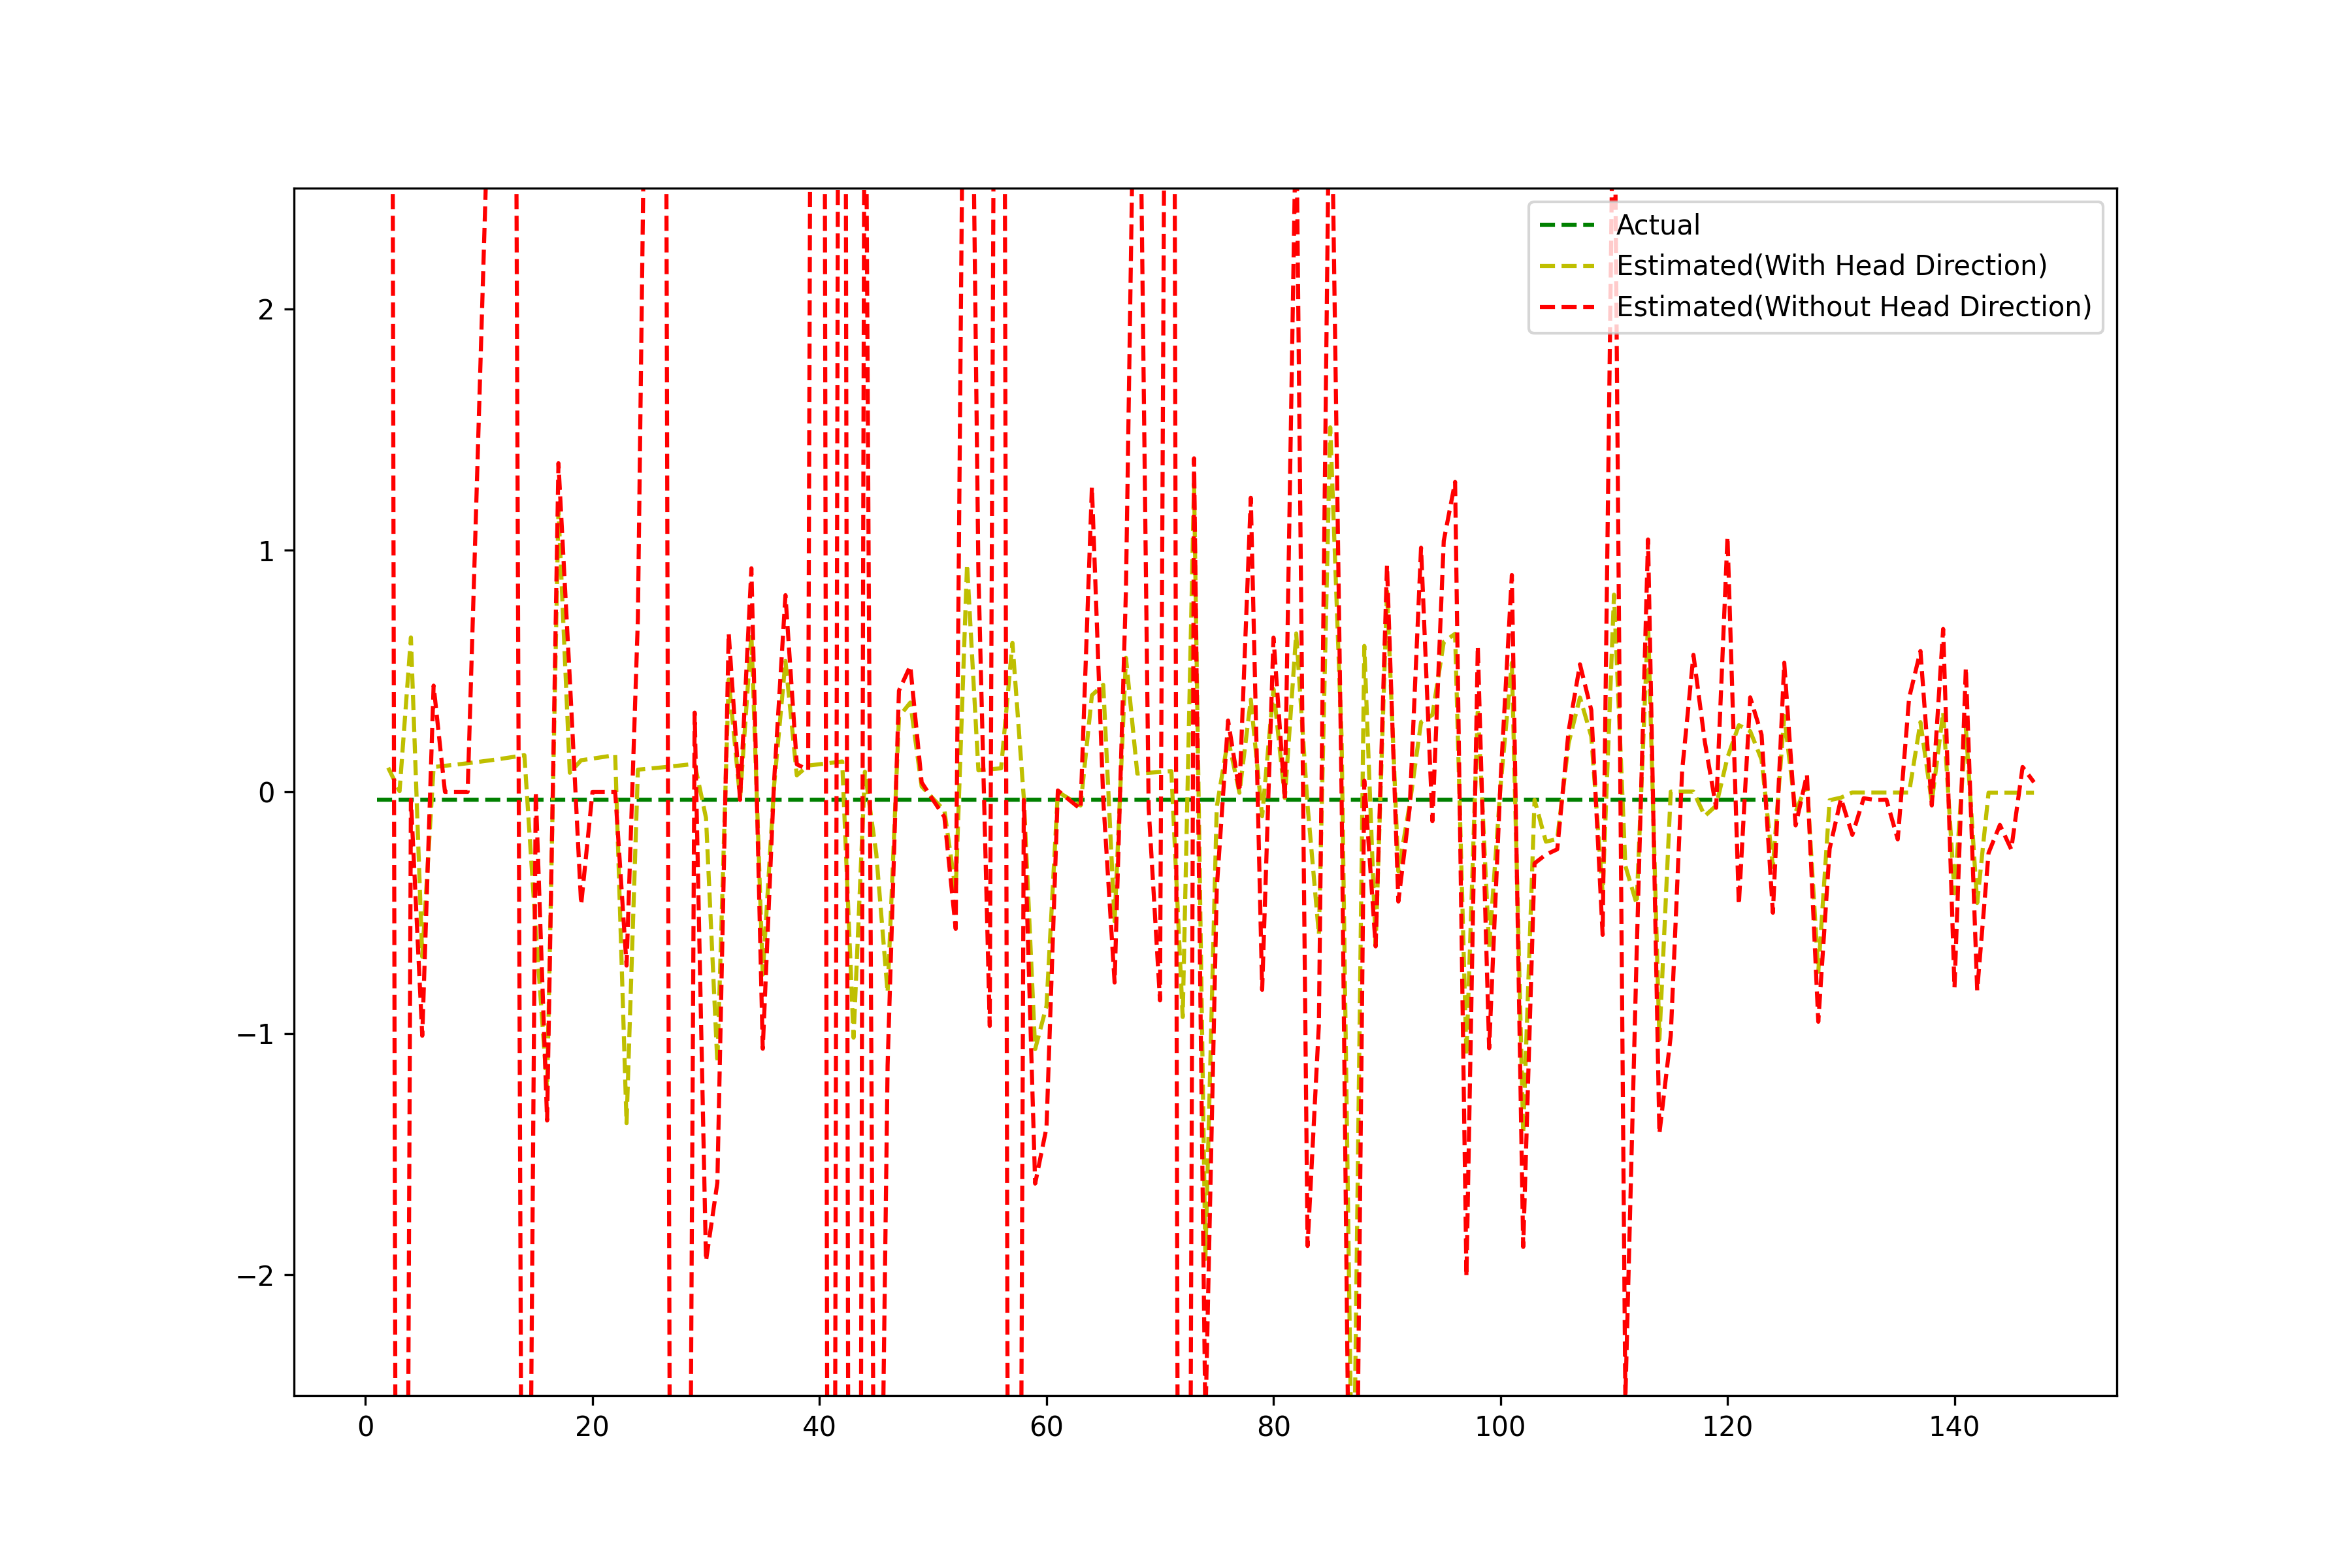 Actual
Estimated(With Head Direction)
Estimated(Without Head Direction)
2
1
0
−1
−2
0 20 40 60 80 100 120 140